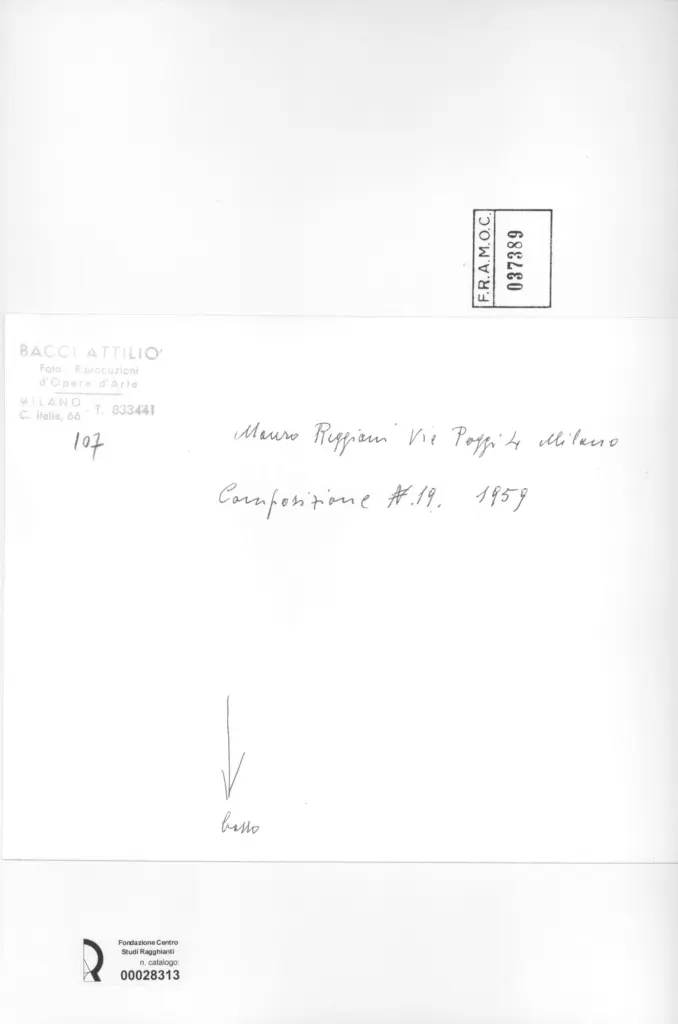 F.R.A.M.O.C.
037389
BACCI ATTILIO
Foto Riproduzioni
d'Opere d'Arte
MILANO
C. Italia, 66 - T. 833441
107
Mauro Reggiani Via Poggi 4 Milano
Composizione N.19. 1959
basso
Fondazione Centro
Studi Ragghianti
n. catalogo:
00028313